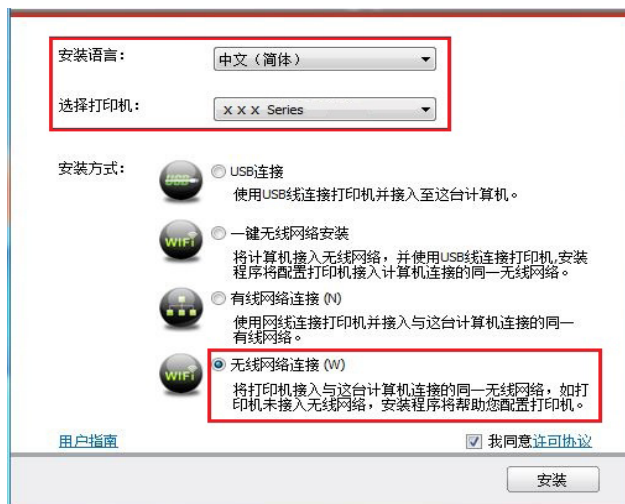 安装语言： 中文（简体）
选择打印机： X X X Series
安装方式： USB USB连接
使用USB线连接打印机并接入至这台计算机。
WIFI 一键无线网络安装
将计算机接入无线网络，并使用USB线连接打印机,安装
程序将配置打印机接入计算机连接的同一无线网络。
有线网络连接 (N)
使用网线连接打印机并接入与这台计算机连接的同一
有线网络。
WIFI 无线网络连接 (W)
将打印机接入与这台计算机连接的同一无线网络，如打
印机未接入无线网络，安装程序将帮助您配置打印机。
用户指南 我同意许可协议
安装